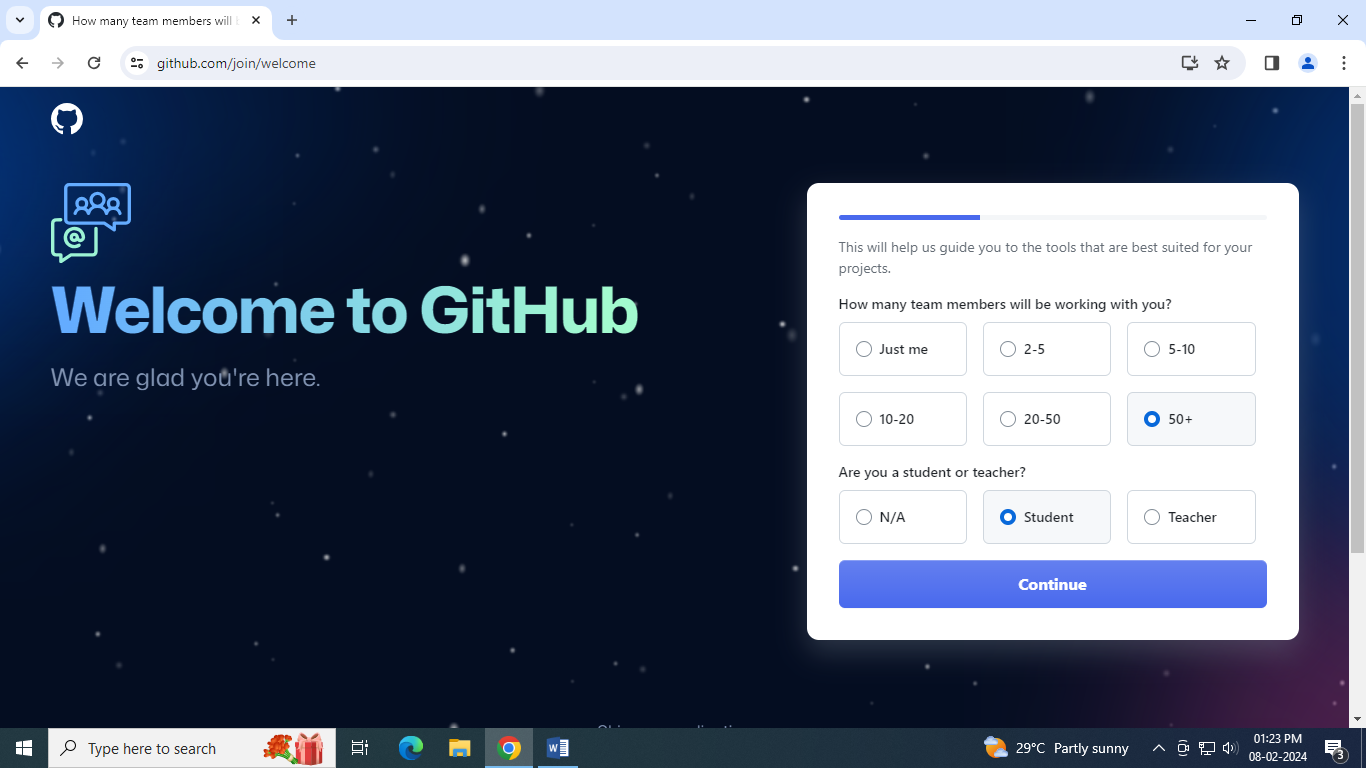 How many team members will b
github.com/join/welcome
@
Welcome to GitHub
We are glad you're here.
This will help us guide you to the tools that are best suited for your
projects.
How many team members will be working with you?
Just me
2-5
5-10
10-20
20-50
50+
Are you a student or teacher?
N/A
Student
Teacher
Continue
Type here to search
29°C Partly sunny
01:23 PM
08-02-2024
3